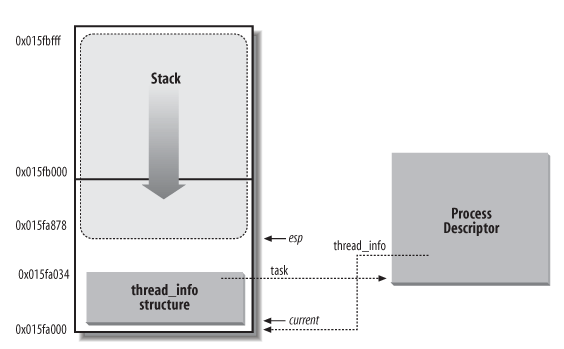 0x015fbfff
Stack
0x015fb000
0x015fa878
esp
Process
Descriptor
thread_info
0x015fa034
task
thread_info
structure
current
0x015fa000